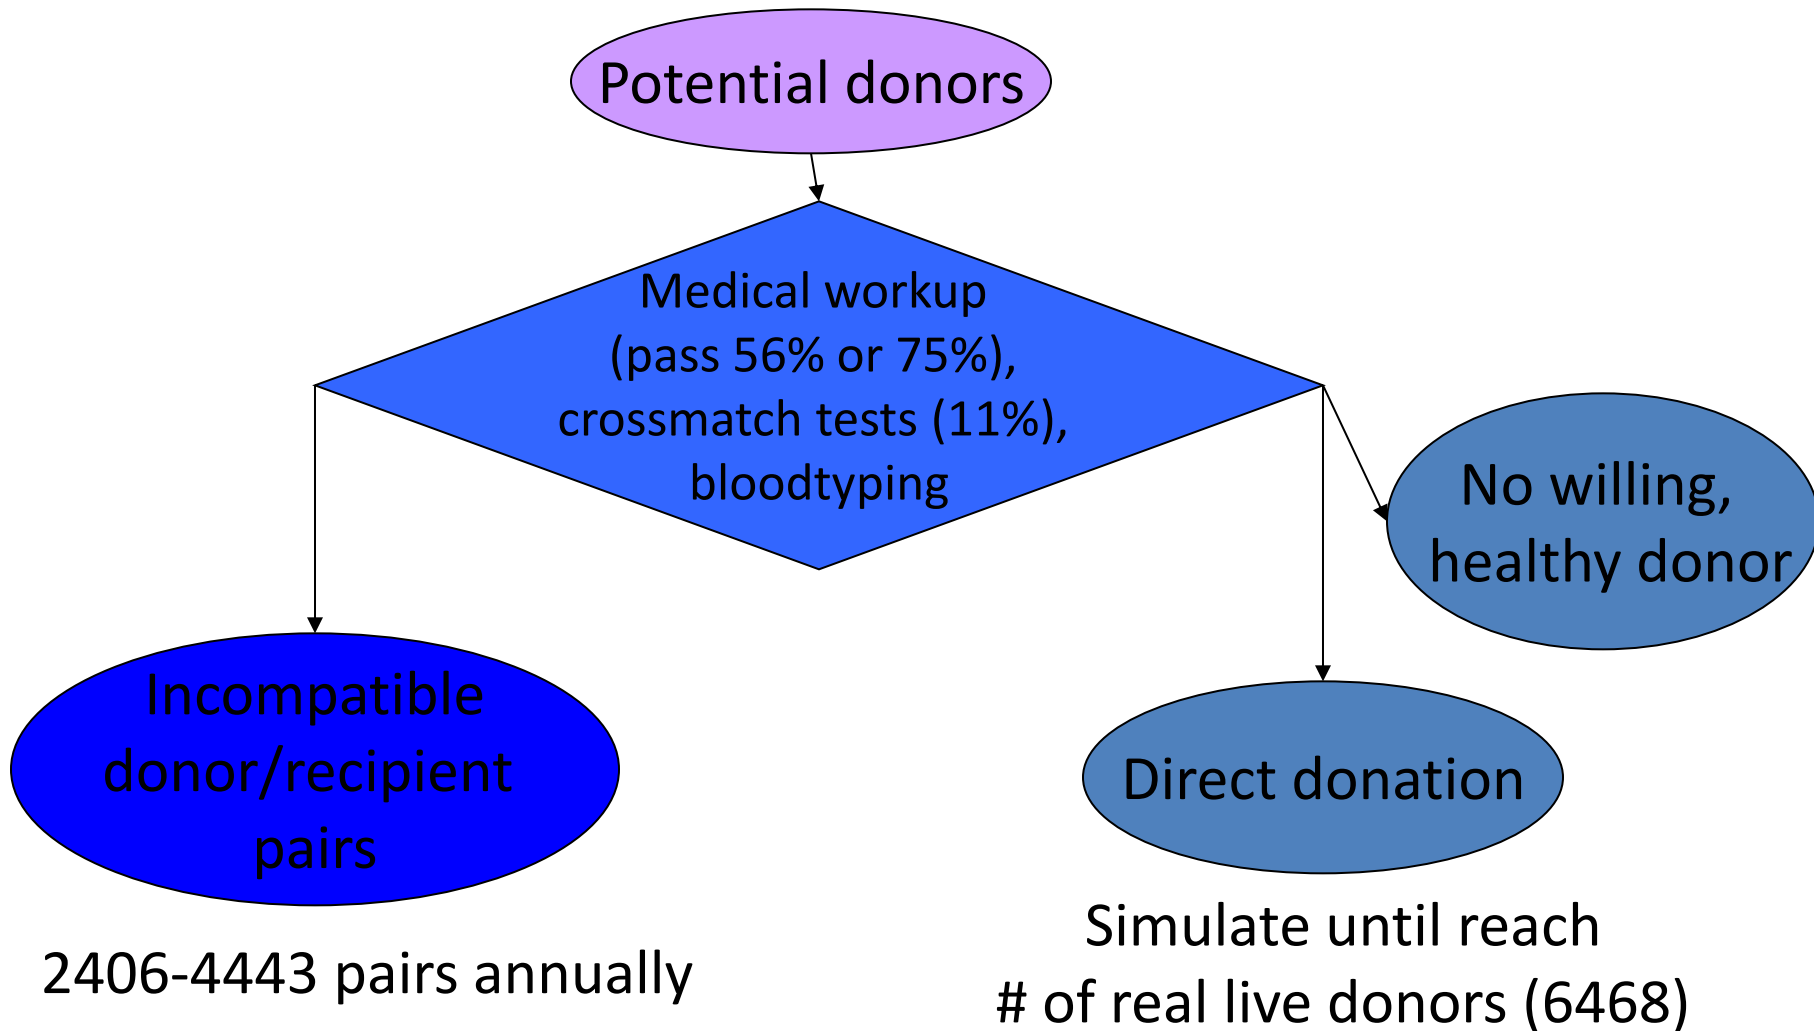 Potential donors
Medical workup
(pass 56% or 75%),
crossmatch tests (11%),
bloodtyping
No willing,
healthy donor
Incompatible
donor/recipient
pairs
Direct donation
2406-4443 pairs annually
Simulate until reach
# of real live donors (6468)